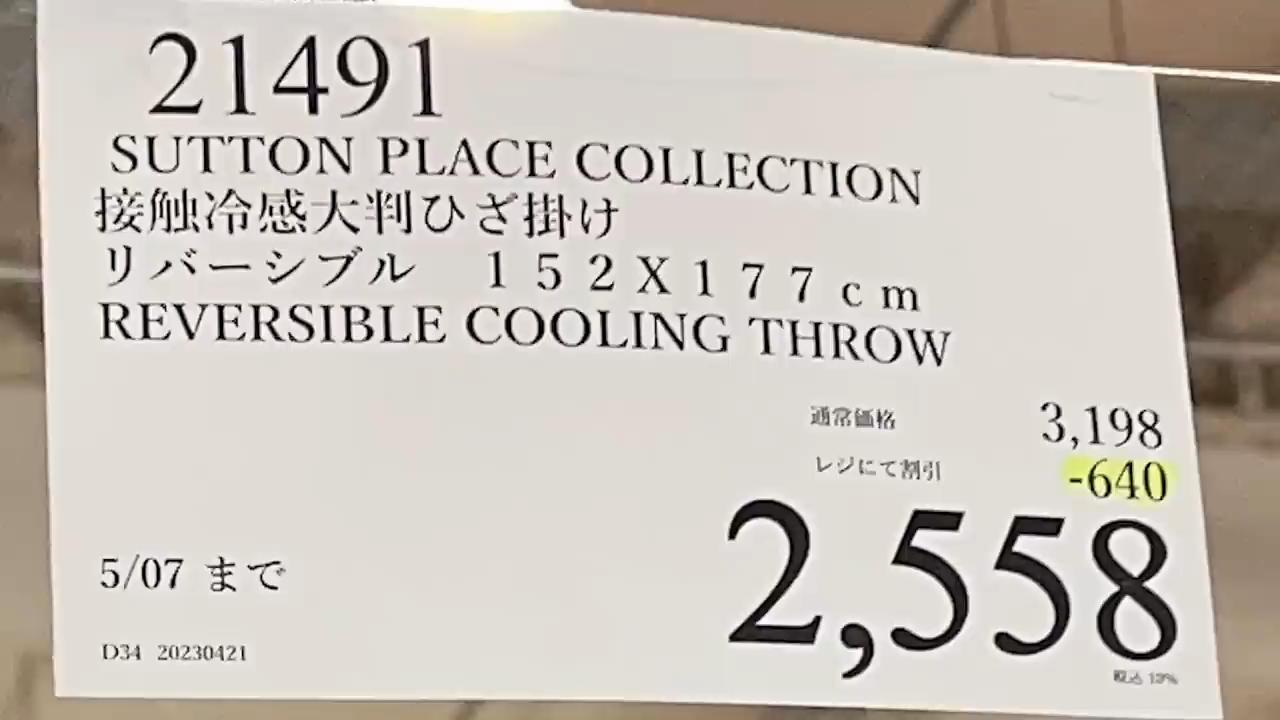 21491
SUTTON PLACE COLLECTION
接触冷感大判ひざ掛け
リバーシブル　１５２Ｘ１７７ｃｍ
REVERSIBLE COOLING THROW
通常価格 3,198
レジにて割引 -640
2,558
5/07 まで
D34 20230421
税込